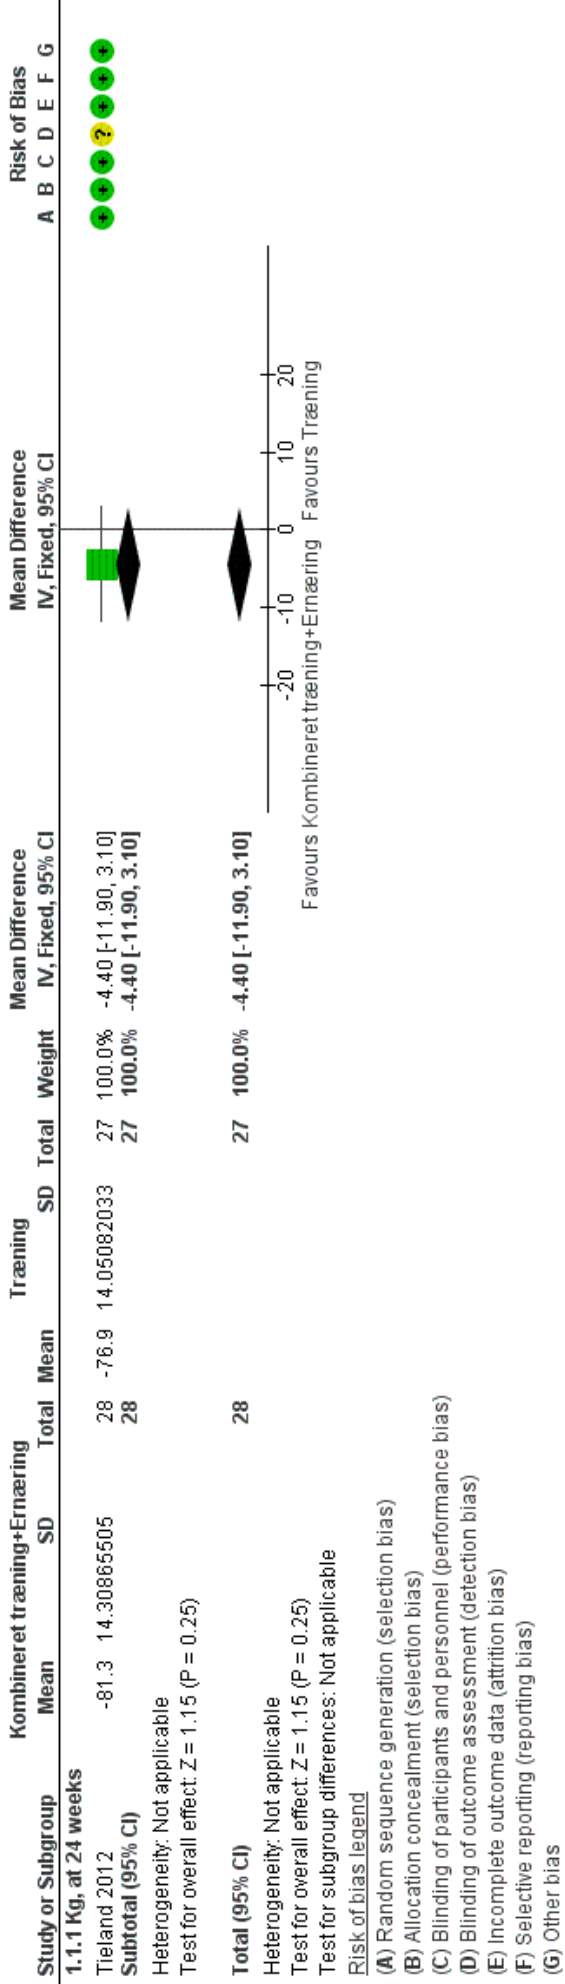 Kombineret træning+Ernæring Træning Mean Difference Mean Difference Risk of Bias
Study or Subgroup Mean SD Total Mean SD Total Weight IV, Fixed, 95% CI IV, Fixed, 95% CI A B C D E F G
1.1.1 Kg, at 24 weeks
Tieland 2012 -81.3 14.30865505 28 -76.9 14.05082033 27 100.0% -4.40 [-11.90, 3.10] + + + ? + + +
Subtotal (95% CI) 28 27 100.0% -4.40 [-11.90, 3.10]
Heterogeneity: Not applicable
Test for overall effect: Z = 1.15 (P = 0.25)
Total (95% CI) 28 27 100.0% -4.40 [-11.90, 3.10]
Heterogeneity: Not applicable
Test for overall effect: Z = 1.15 (P = 0.25)
Test for subgroup differences: Not applicable
-20 -10 0 10 20
Favours Kombineret træning+Ernæring Favours Træning
Risk of bias legend
(A) Random sequence generation (selection bias)
(B) Allocation concealment (selection bias)
(C) Blinding of participants and personnel (performance bias)
(D) Blinding of outcome assessment (detection bias)
(E) Incomplete outcome data (attrition bias)
(F) Selective reporting (reporting bias)
(G) Other bias